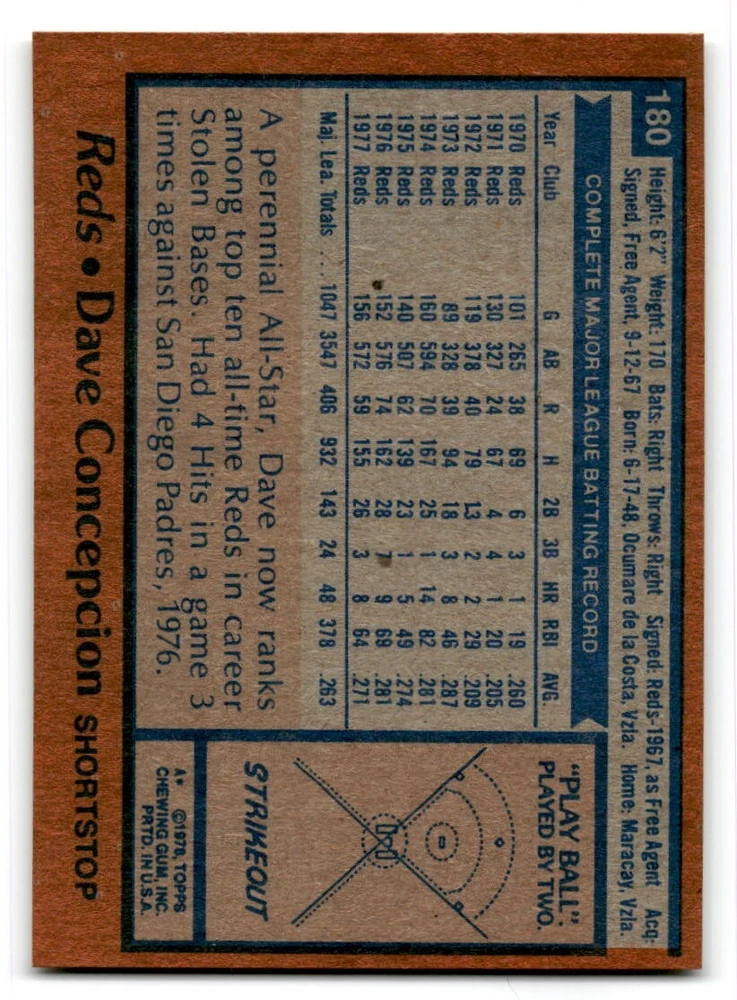 180
Height: 6'2" Weight: 170 Bats: Right Throws: Right Signed: Reds-1967, as Free Agent Acq:
Signed, Free Agent, 9-12-67 Born: 6-17-48, Ocumare de la Costa, Vzla. Home: Maracay, Vzla.
COMPLETE MAJOR LEAGUE BATTING RECORD
Year Club G AB R H 2B 3B HR RBI AVG
1970 Reds 101 265 38 69 6 3 1 19 .260
1971 Reds 130 327 24 67 4 4 1 20 .205
1972 Reds 119 378 40 79 13 2 2 29 .209
1973 Reds 89 328 39 94 18 3 8 46 .287
1974 Reds 160 594 70 167 25 1 14 82 .281
1975 Reds 140 507 62 139 23 1 5 49 .274
1976 Reds 152 576 74 162 28 7 9 69 .281
1977 Reds 156 572 59 155 26 3 8 64 .271
Maj. Lea. Totals .... 1047 3547 406 932 143 24 48 378 .263
A perennial All-Star, Dave now ranks
among top ten all-time Reds in career
Stolen Bases. Had 4 Hits in a game 3
times against San Diego Padres, 1976.
"PLAY BALL"
PLAYED BY TWO.
STRIKEOUT
A* ©1978, TOPPS
CHEWING GUM, INC.
PRTD. IN U.S.A.
Reds • Dave Concepcion SHORTSTOP